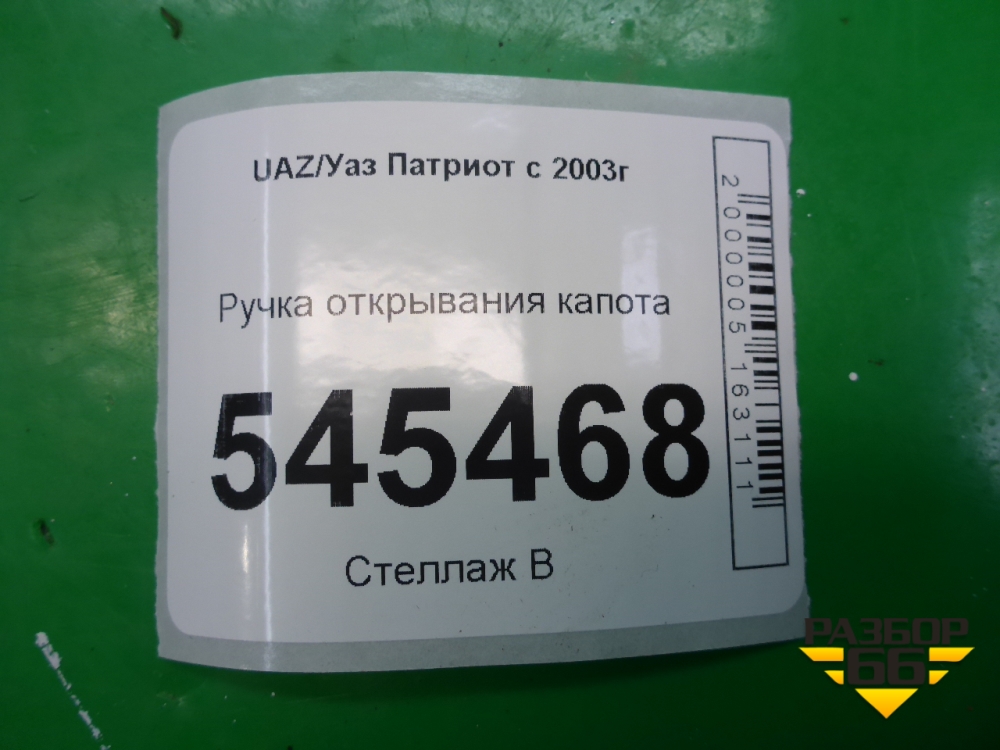 UAZ/Уаз Патриот с 2003г
Ручка открывания капота
545468
Стеллаж В
2000005163111
РАЗБОР
66